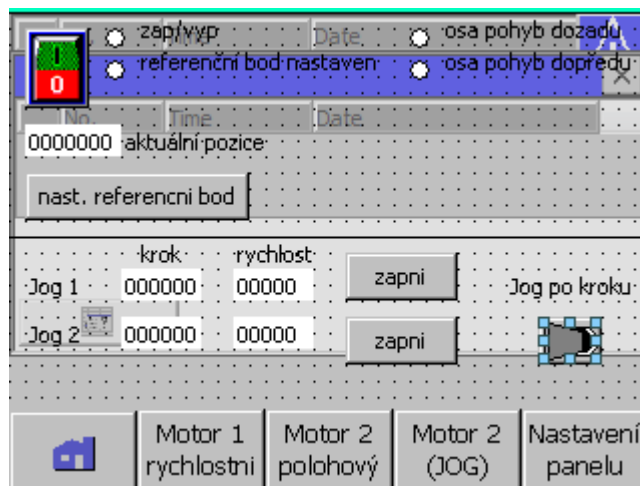 zap/vyp Time Date osa pohyb dozadu
I
0
referenční bod nastaven osa pohyb dopředu
No. Time Date
0000000 aktuální pozice
nast. referencni bod
krok rychlost
Jog 1 000000 00000 zapni Jog po kroku
Jog 2 000000 00000 zapni
Motor 1 Motor 2 Motor 2 Nastavení
rychlostni polohový (JOG) panelu